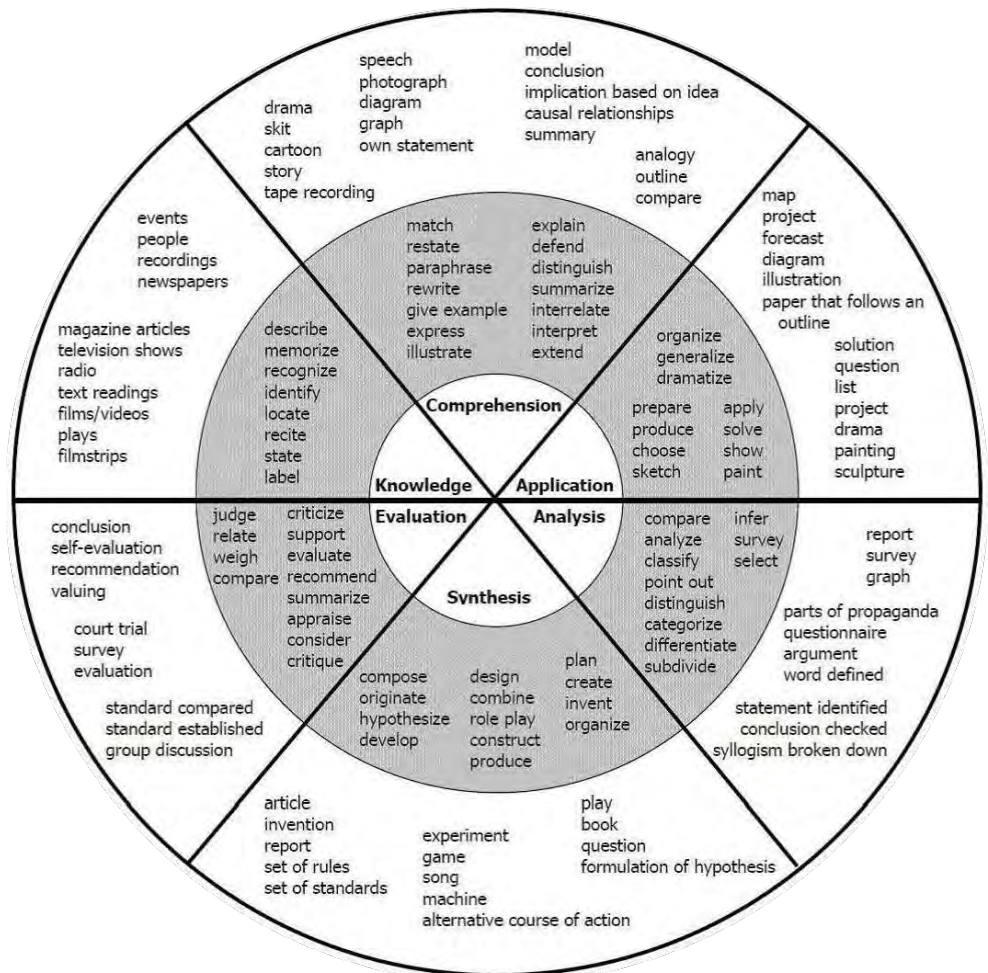 speech
photograph
diagram
graph
own statement
model
conclusion
implication based on idea
causal relationships
summary
drama
skit
cartoon
story
tape recording
analogy
outline
compare
match
restate
paraphrase
rewrite
give example
express
illustrate
explain
defend
distinguish
summarize
interrelate
interpret
extend
Comprehension
events
people
recordings
newspapers
magazine articles
television shows
radio
text readings
films/videos
plays
filmstrips
describe
memorize
recognize
identify
locate
recite
state
label
Knowledge
map
project
forecast
diagram
illustration
paper that follows an
outline
solution
question
list
project
drama
painting
sculpture
organize
generalize
dramatize
prepare
produce
choose
sketch
apply
solve
show
paint
Application
Evaluation
judge
relate
weigh
compare
criticize
support
evaluate
recommend
summarize
appraise
consider
critique
conclusion
self-evaluation
recommendation
valuing
court trial
survey
evaluation
standard compared
standard established
group discussion
Analysis
compare
analyze
classify
point out
distinguish
categorize
differentiate
subdivide
infer
survey
select
report
survey
graph
parts of propaganda
questionnaire
argument
word defined
statement identified
conclusion checked
syllogism broken down
Synthesis
compose
originate
hypothesize
develop
design
combine
role play
construct
produce
plan
create
invent
organize
article
invention
report
set of rules
set of standards
experiment
game
song
machine
alternative course of action
play
book
question
formulation of hypothesis